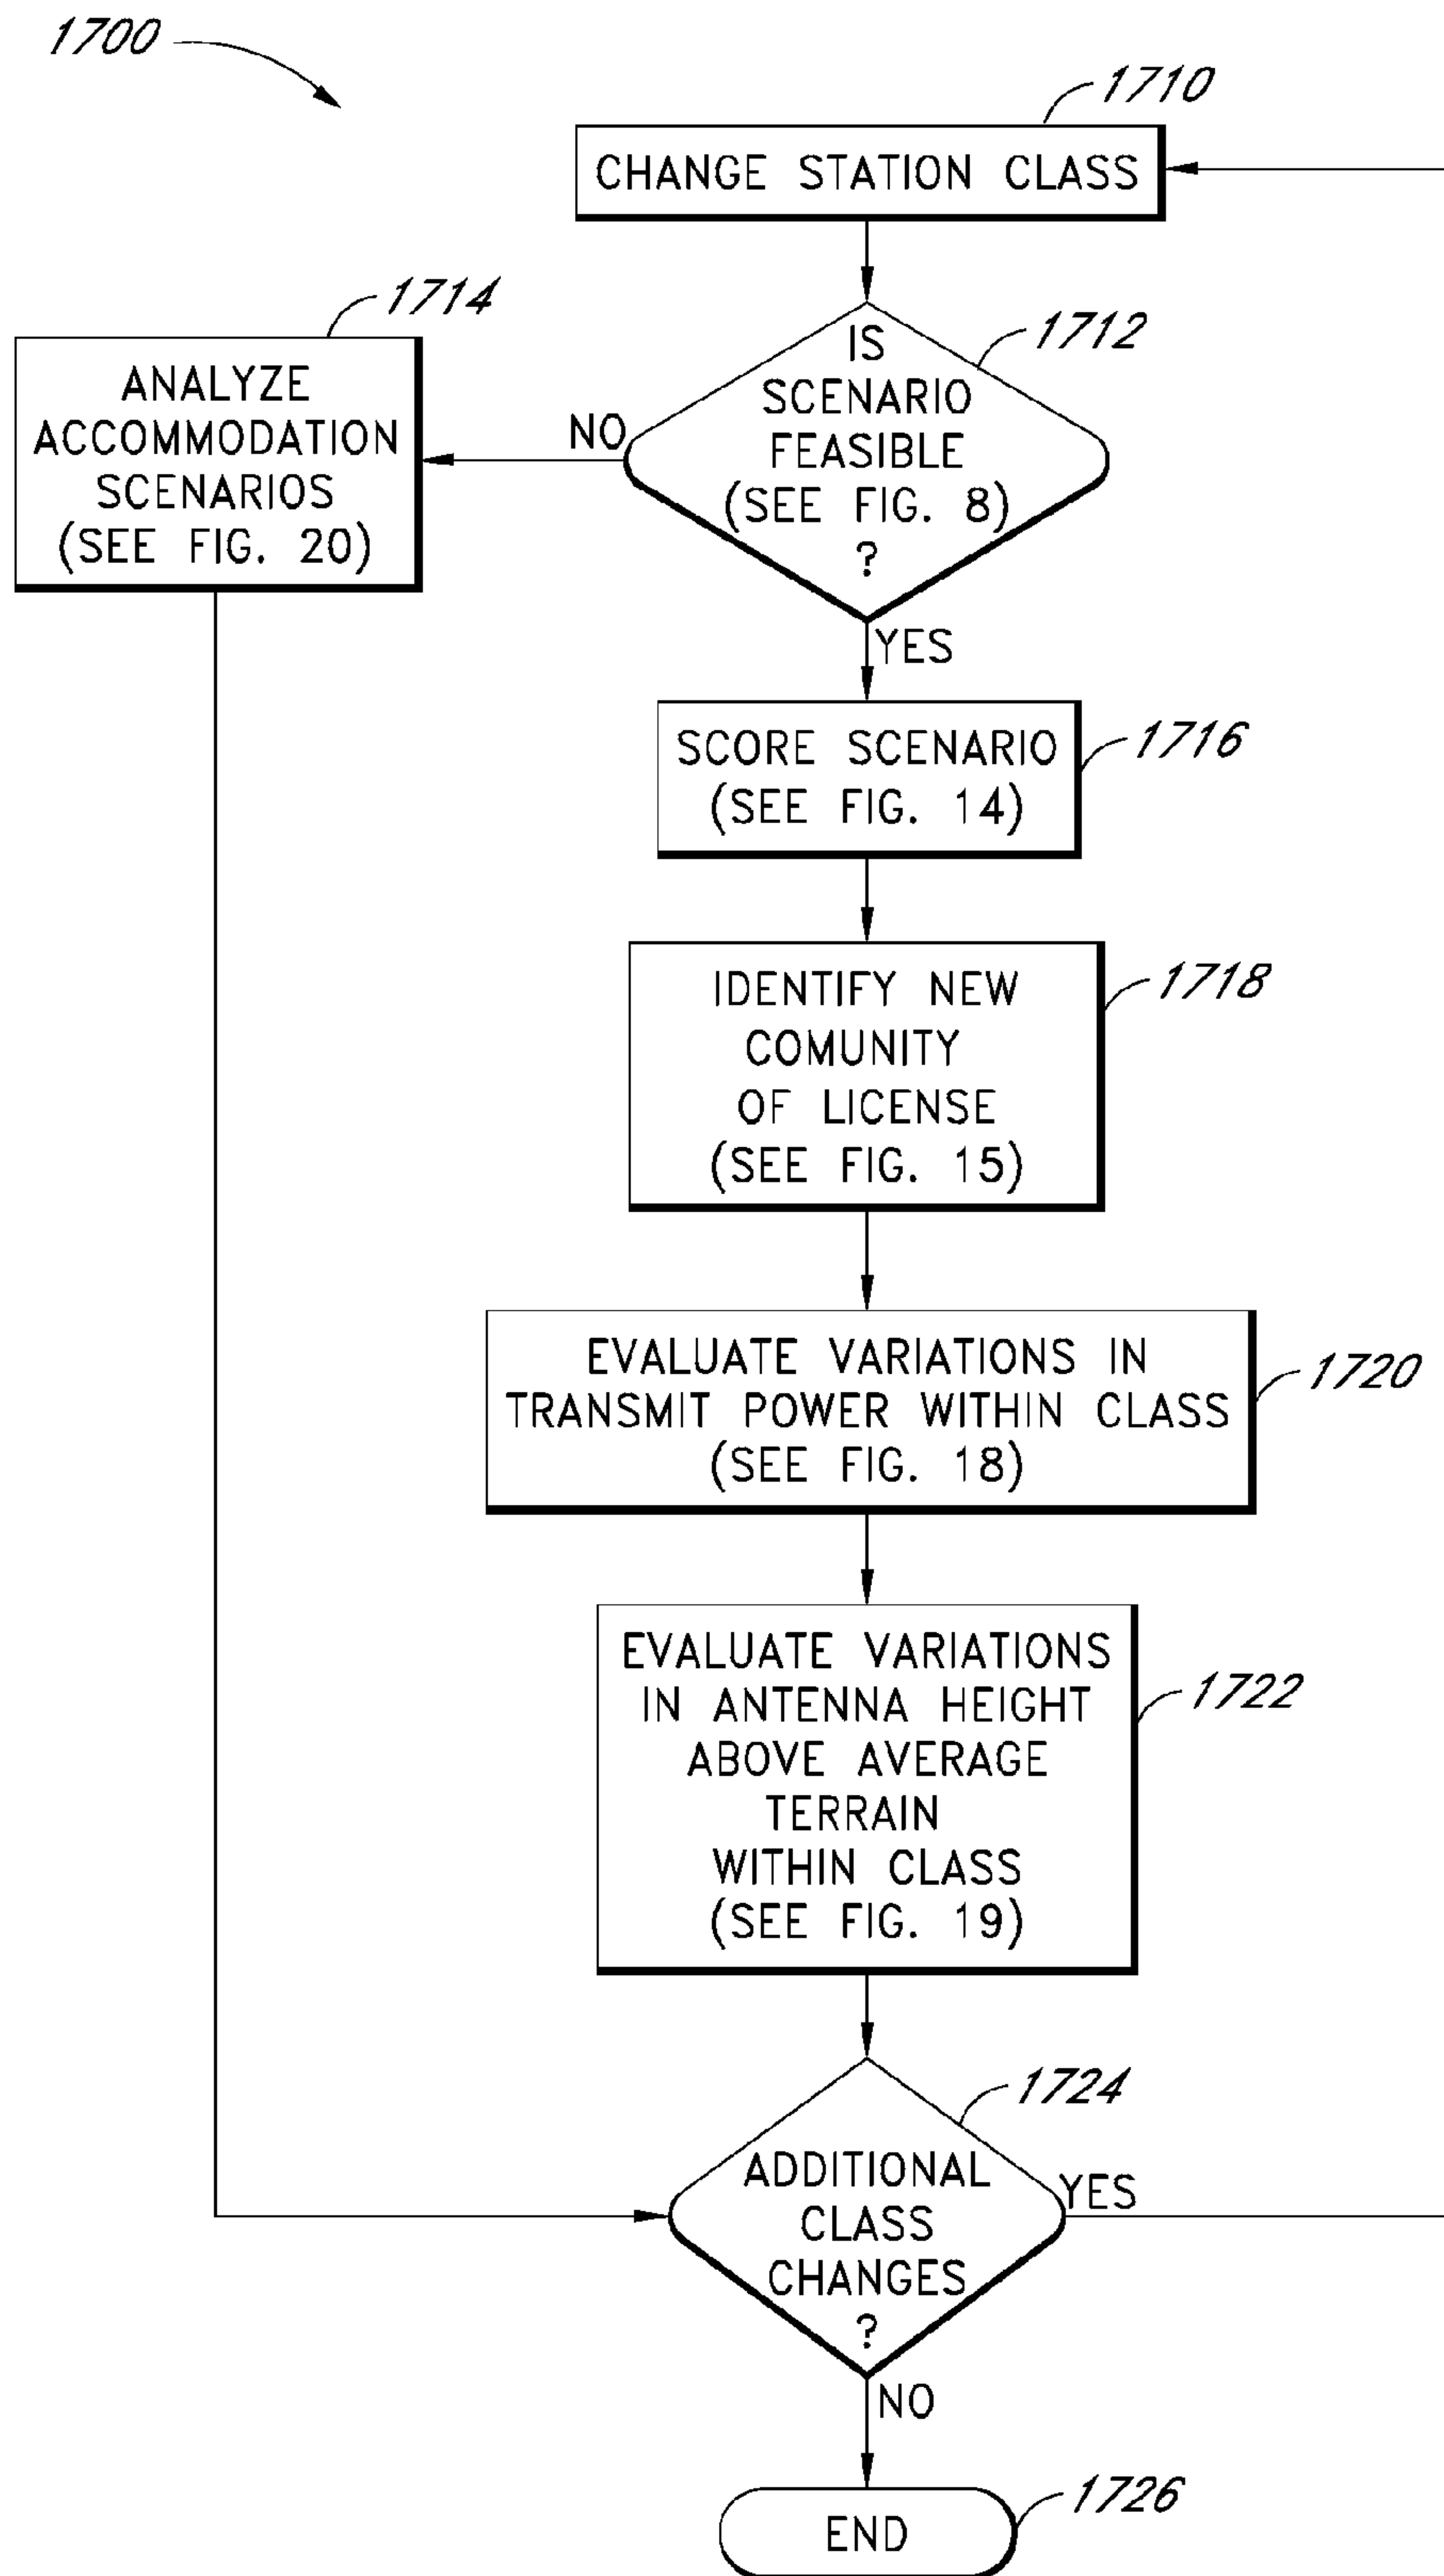 1700
1710
CHANGE STATION CLASS
1714
ANALYZE
ACCOMMODATION
SCENARIOS
(SEE FIG. 20)
1712
IS
SCENARIO
FEASIBLE
(SEE FIG. 8)
?
NO
YES
1716
SCORE SCENARIO
(SEE FIG. 14)
1718
IDENTIFY NEW
COMUNITY
OF LICENSE
(SEE FIG. 15)
1720
EVALUATE VARIATIONS IN
TRANSMIT POWER WITHIN CLASS
(SEE FIG. 18)
1722
EVALUATE VARIATIONS
IN ANTENNA HEIGHT
ABOVE AVERAGE
TERRAIN
WITHIN CLASS
(SEE FIG. 19)
1724
ADDITIONAL
CLASS
CHANGES
?
YES
NO
1726
END